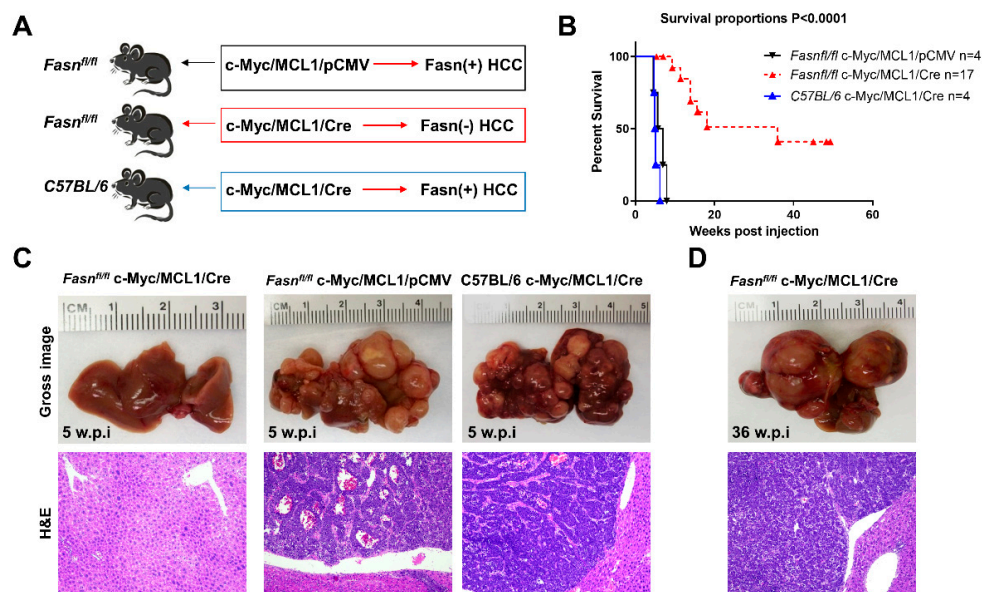 A
Fasnfl/fl
c-Myc/MCL1/pCMV
Fasn(+) HCC
Fasnfl/fl
c-Myc/MCL1/Cre
Fasn(-) HCC
C57BL/6
c-Myc/MCL1/Cre
Fasn(+) HCC
B
Survival proportions P<0.0001
Percent Survival
100
50
0
0 20 40 60
Weeks post injection
Fasnfl/fl c-Myc/MCL1/pCMV n=4
Fasnfl/fl c-Myc/MCL1/Cre n=17
C57BL/6 c-Myc/MCL1/Cre n=4
C
Fasnfl/fl c-Myc/MCL1/Cre
Fasnfl/fl c-Myc/MCL1/pCMV
C57BL/6 c-Myc/MCL1/Cre
Gross image
CM 1 2 3
5 w.p.i
CM 1 2 3 4
5 w.p.i
1 2 3 4 5
5 w.p.i
H&E
D
Fasnfl/fl c-Myc/MCL1/Cre
CM 1 2 3 4
36 w.p.i